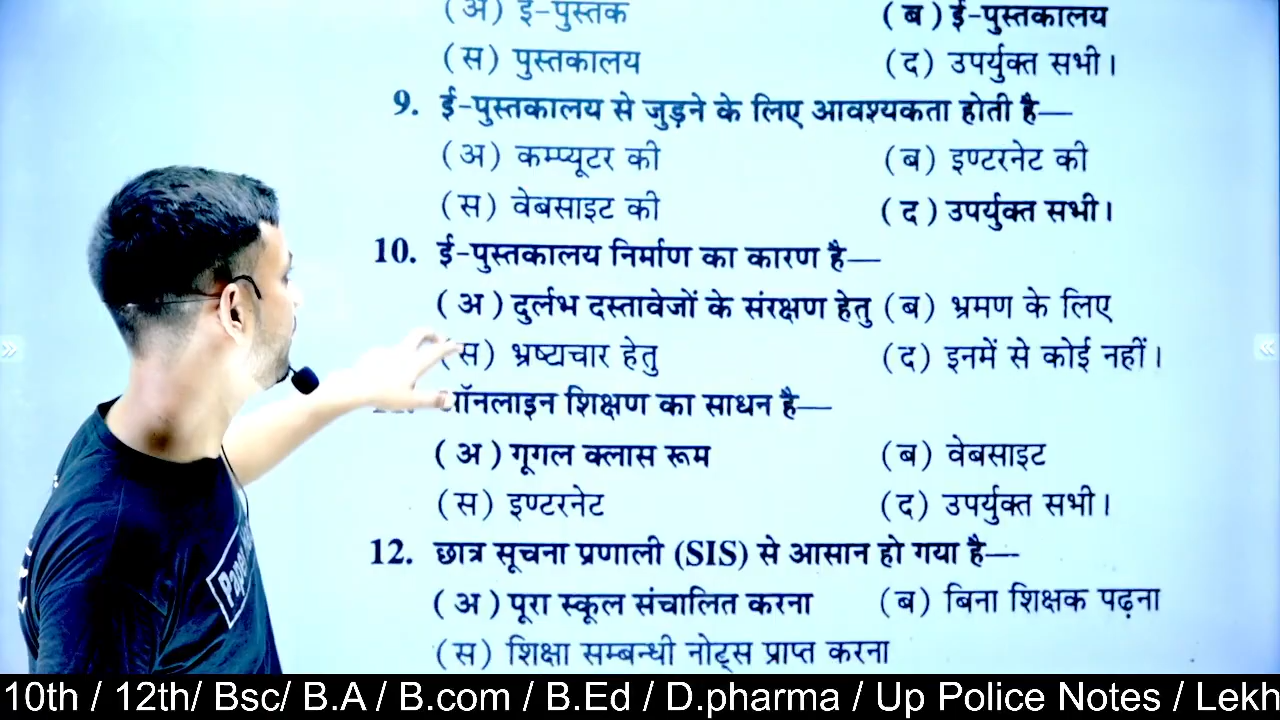 (अ) ई-पुस्तक (ब) ई-पुस्तकालय
(स) पुस्तकालय (द) उपर्युक्त सभी।
9. ई-पुस्तकालय से जुड़ने के लिए आवश्यकता होती है—
(अ) कम्प्यूटर की (ब) इण्टरनेट की
(स) वेबसाइट की (द) उपर्युक्त सभी।
10. ई-पुस्तकालय निर्माण का कारण है—
(अ) दुर्लभ दस्तावेजों के संरक्षण हेतु (ब) भ्रमण के लिए
(स) भ्रष्टाचार हेतु (द) इनमें से कोई नहीं।
शिक्षण का साधन है—
(अ) गूगल क्लास रूम (ब) वेबसाइट
(स) इण्टरनेट (द) उपर्युक्त सभी।
12. छात्र सूचना प्रणाली (SIS) से आसान हो गया है—
(अ) पूरा स्कूल संचालित करना (ब) बिना शिक्षक पढ़ना
(स) शिक्षा सम्बन्धी नोट्स प्राप्त करना
10th / 12th/ Bsc/ B.A / B.com / B.Ed / D.pharma / Up Police Notes / Lekh